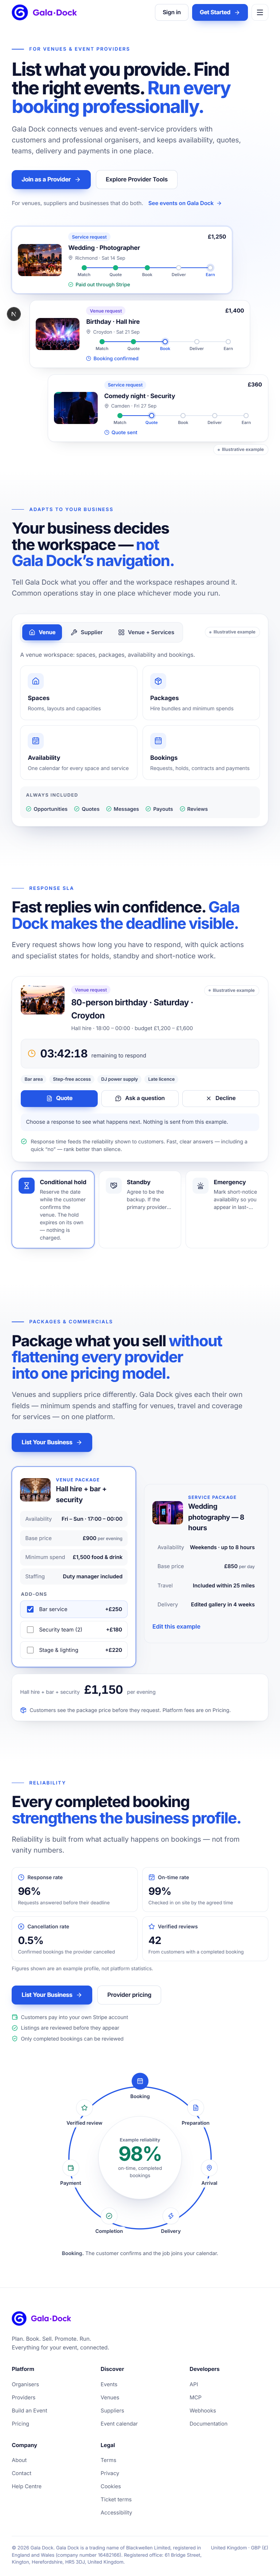 Gala·Dock
Sign in
Get Started →
FOR VENUES & EVENT PROVIDERS
List what you provide. Find
the right events. Run every
booking professionally.
Gala Dock connects venues and event-service providers with
customers and professional organisers, and keeps availability, quotes,
teams, delivery and payments in one place.
Join as a Provider →
Explore Provider Tools
For venues, suppliers and businesses that do both. See events on Gala Dock →
Service request
£1,250
Wedding · Photographer
Richmond · Sat 14 Sep
Match Quote Book Deliver Earn
Paid out through Stripe
N
Venue request
£1,400
Birthday · Hall hire
Croydon · Sat 21 Sep
Match Quote Book Deliver Earn
Booking confirmed
Service request
£360
Comedy night · Security
Camden · Fri 27 Sep
Match Quote Book Deliver Earn
Quote sent
Illustrative example
ADAPTS TO YOUR BUSINESS
Your business decides
the workspace — not
Gala Dock's navigation.
Tell Gala Dock what you offer and the workspace reshapes around it.
Common operations stay in one place whichever mode you run.
Venue
Supplier
Venue + Services
Illustrative example
A venue workspace: spaces, packages, availability and bookings.
Spaces
Rooms, layouts and capacities
Packages
Hire bundles and minimum spends
Availability
One calendar for every space and service
Bookings
Requests, holds, contracts and payments
ALWAYS INCLUDED
Opportunities Quotes Messages Payouts Reviews
RESPONSE SLA
Fast replies win confidence. Gala
Dock makes the deadline visible.
Every request shows how long you have to respond, with quick actions
and explicit states for holds, standby and short-notice work.
Venue request
Illustrative example
80-person birthday · Saturday ·
Croydon
Hall hire · 18:00 – 00:00 · budget £1,200 – £1,600
03:42:18 remaining to respond
Bar area Step-free access DJ power supply Late licence
Quote
Ask a question
Decline
Choose a response to see what happens next. Nothing is sent from this example.
Response time feeds the reliability shown to customers. Fast, clear answers — including a
quick "no" — rank better than silence.
Conditional hold
Reserve the date
while the customer
confirms the
venue. The hold
expires on its own
— nothing is
charged.
Standby
Agree to be the
backup. If the
primary provider...
Emergency
Mark short-notice
availability so you
appear in last-...
PACKAGES & COMMERCIALS
Package what you sell without
flattening every provider
into one pricing model.
Venues and suppliers price differently. Gala Dock gives each their own
fields — minimum spends and staffing for venues, travel and coverage
for services — on one platform.
List Your Business →
VENUE PACKAGE
Hall hire + bar +
security
Availability Fri – Sun · 17:00 – 00:00
Base price £900 per evening
Minimum spend £1,500 food & drink
Staffing Duty manager included
ADD-ONS
Bar service +£250
Security team (2) +£180
Stage & lighting +£220
SERVICE PACKAGE
Wedding
photography — 8
hours
Availability Weekends · up to 8 hours
Base price £850 per day
Travel Included within 25 miles
Delivery Edited gallery in 4 weeks
Edit this example
Hall hire + bar + security £1,150 per evening
Customers see the package price before they request. Platform fees are on Pricing.
RELIABILITY
Every completed booking
strengthens the business profile.
Reliability is built from what actually happens on bookings — not from
vanity numbers.
Response rate
96%
Requests answered before their deadline
On-time rate
99%
Checked in on site by the agreed time
Cancellation rate
0.5%
Confirmed bookings the provider cancelled
Verified reviews
42
From customers with a completed booking
Figures shown are an example profile, not platform statistics.
List Your Business →
Provider pricing
Customers pay into your own Stripe account
Listings are reviewed before they appear
Only completed bookings can be reviewed
Booking
Verified review
Preparation
Example reliability
98%
on-time, completed
bookings
Payment
Arrival
Completion
Delivery
Booking. The customer confirms and the job joins your calendar.
Gala·Dock
Plan. Book. Sell. Promote. Run.
Everything for your event, connected.
Platform
Organisers
Providers
Build an Event
Pricing
Discover
Events
Venues
Suppliers
Event calendar
Developers
API
MCP
Webhooks
Documentation
Company
About
Contact
Help Centre
Legal
Terms
Privacy
Cookies
Ticket terms
Accessibility
© 2026 Gala Dock. Gala Dock is a trading name of Blackwellen Limited, registered in
England and Wales (company number 16482166). Registered office: 61 Bridge Street,
Kington, Herefordshire, HR5 3DJ, United Kingdom.
United Kingdom · GBP (£)